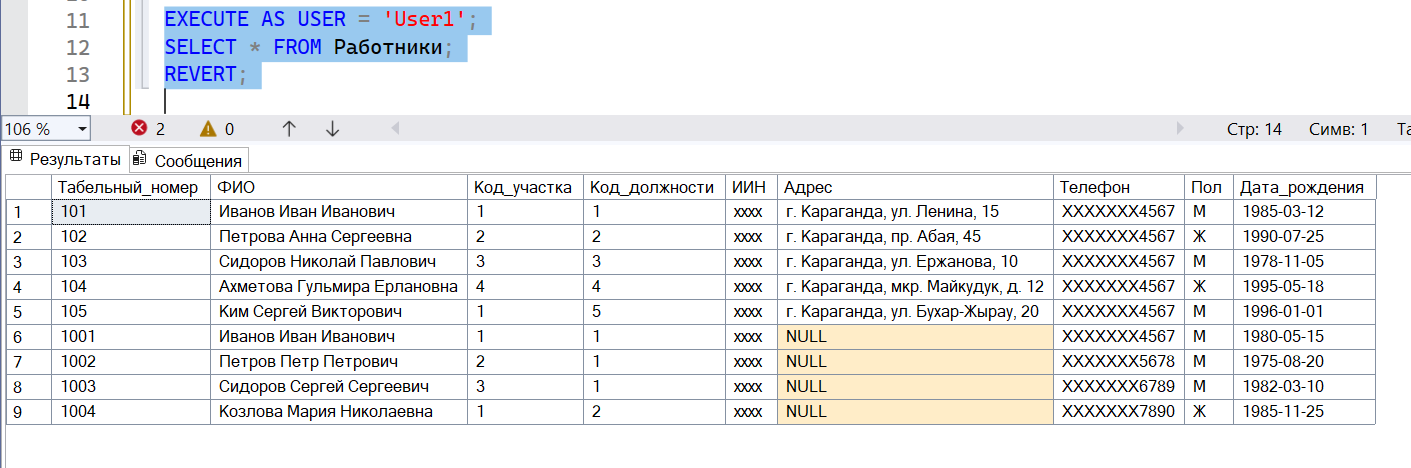 11 EXECUTE AS USER = 'User1';
12 SELECT * FROM Работники;
13 REVERT;
14
106 % 2 0 Стр: 14 Симв: 1
Результаты Сообщения
Табельный_номер ФИО Код_участка Код_должности ИИН Адрес Телефон Пол Дата_рождения
1 101 Иванов Иван Иванович 1 1 xxxx г. Караганда, ул. Ленина, 15 XXXXXXX4567 М 1985-03-12
2 102 Петрова Анна Сергеевна 2 2 xxxx г. Караганда, пр. Абая, 45 XXXXXXX4567 Ж 1990-07-25
3 103 Сидоров Николай Павлович 3 3 xxxx г. Караганда, ул. Ержанова, 10 XXXXXXX4567 М 1978-11-05
4 104 Ахметова Гульмира Ерлановна 4 4 xxxx г. Караганда, мкр. Майкудук, д. 12 XXXXXXX4567 Ж 1995-05-18
5 105 Ким Сергей Викторович 1 5 xxxx г. Караганда, ул. Бухар-Жырау, 20 XXXXXXX4567 М 1996-01-01
6 1001 Иванов Иван Иванович 1 1 xxxx NULL XXXXXXX4567 М 1980-05-15
7 1002 Петров Петр Петрович 2 1 xxxx NULL XXXXXXX5678 М 1975-08-20
8 1003 Сидоров Сергей Сергеевич 3 1 xxxx NULL XXXXXXX6789 М 1982-03-10
9 1004 Козлова Мария Николаевна 1 2 xxxx NULL XXXXXXX7890 Ж 1985-11-25